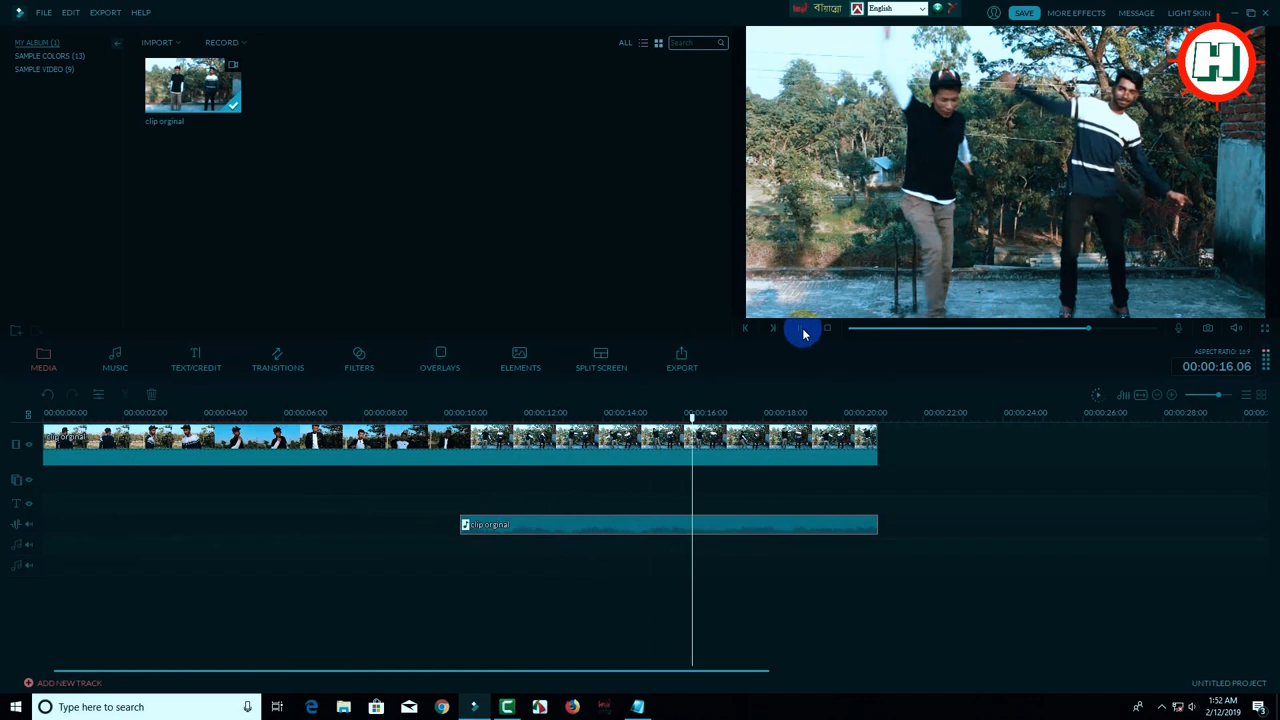 FILE EDIT EXPORT HELP
বায়ান্নো English
SAVE MORE EFFECTS MESSAGE LIGHT SKIN
H
MY ALBUM (1)
SAMPLE COLORS (13)
SAMPLE VIDEO (9)
IMPORT RECORD ALL Search
clip orginal
MEDIA MUSIC TEXT/CREDIT TRANSITIONS FILTERS OVERLAYS ELEMENTS SPLIT SCREEN EXPORT
ASPECT RATIO: 16:9
00:00:16.06
00:00:00:00 00:00:02:00 00:00:04:00 00:00:06:00 00:00:08:00 00:00:10:00 00:00:12:00 00:00:14:00 00:00:16:00 00:00:18:00 00:00:20:00 00:00:22:00 00:00:24:00 00:00:26:00 00:00:28:00 00:00:
clip orginal
clip orginal
ADD NEW TRACK
UNTITLED PROJECT
Type here to search
1:52 AM
2/12/2019
3